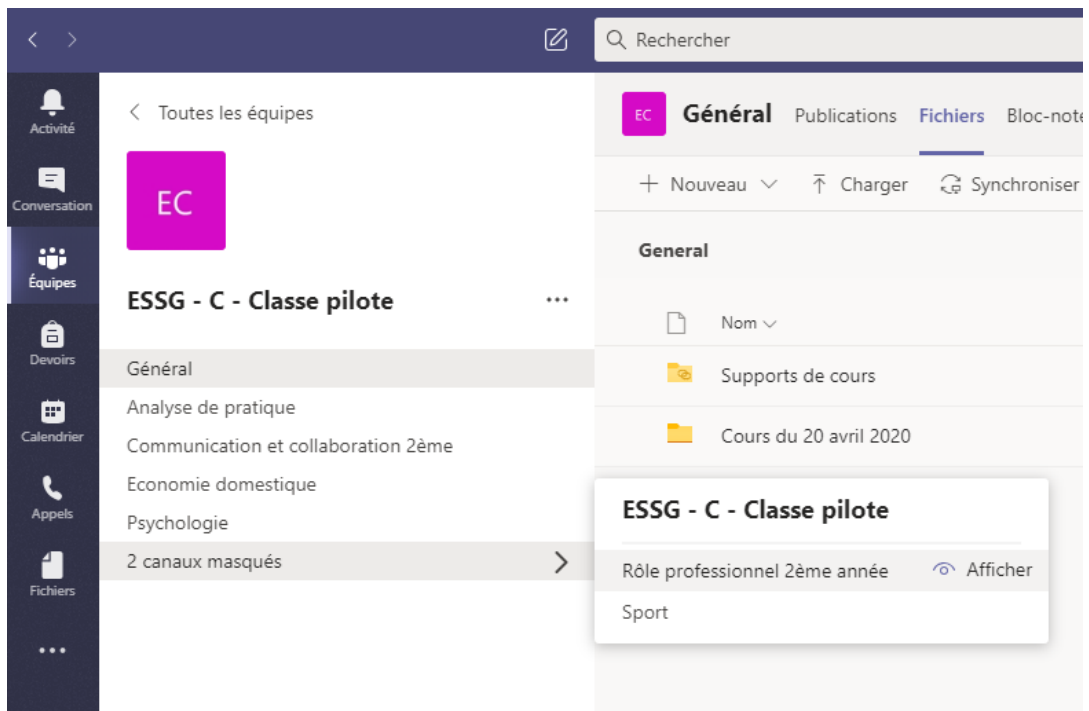 Rechercher
Activité
Conversation
Équipes
Devoirs
Calendrier
Appels
Fichiers
Toutes les équipes
EC
ESSG - C - Classe pilote
Général
Analyse de pratique
Communication et collaboration 2ème
Economie domestique
Psychologie
2 canaux masqués
EC Général Publications Fichiers Bloc-note
Nouveau Charger Synchroniser
General
Nom
Supports de cours
Cours du 20 avril 2020
ESSG - C - Classe pilote
Rôle professionnel 2ème année Afficher
Sport